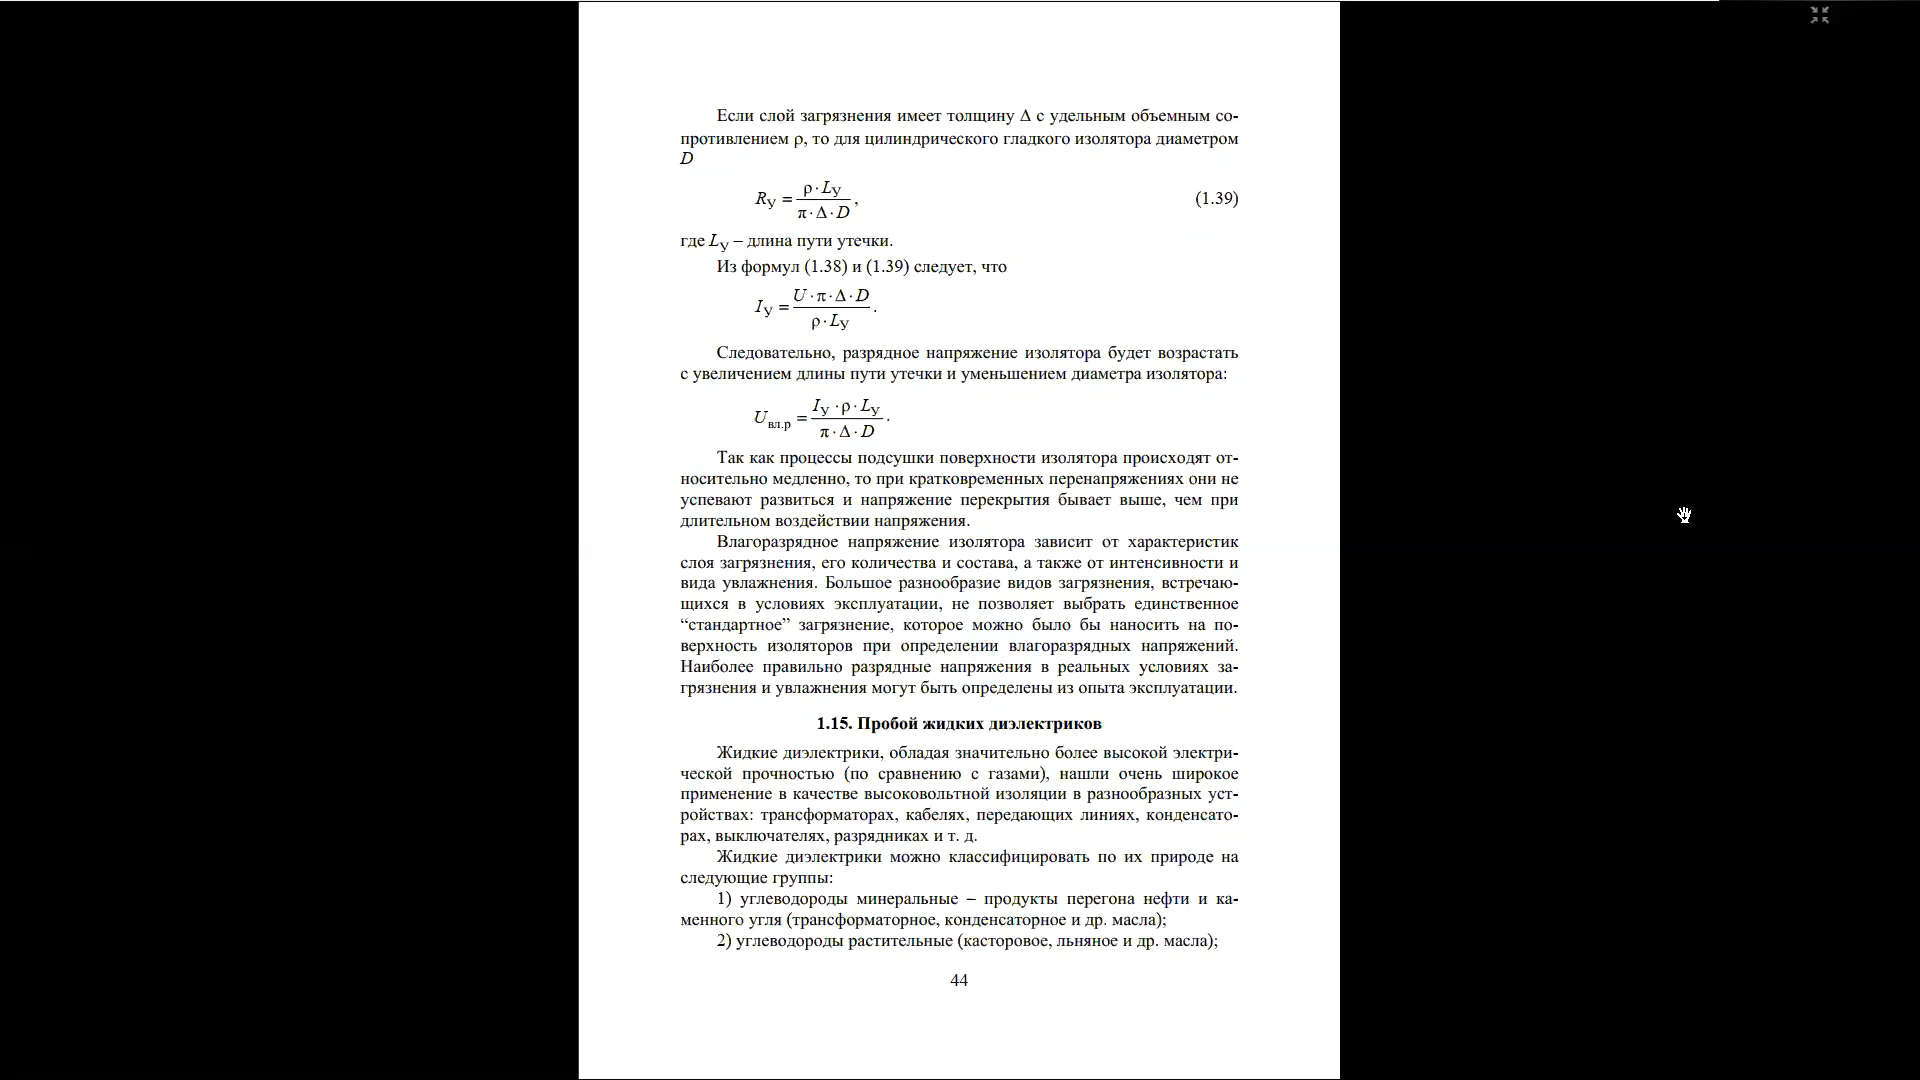 Если слой загрязнения имеет толщину Δ с удельным объемным со-
противлением ρ, то для цилиндрического гладкого изолятора диаметром
D
R_У = ρ · L_У / π · Δ · D , (1.39)
где L_У – длина пути утечки.
Из формул (1.38) и (1.39) следует, что
I_У = U · π · Δ · D / ρ · L_У .
Следовательно, разрядное напряжение изолятора будет возрастать
с увеличением длины пути утечки и уменьшением диаметра изолятора:
U_вл.р = I_У · ρ · L_У / π · Δ · D .
Так как процессы подсушки поверхности изолятора происходят от-
носительно медленно, то при кратковременных перенапряжениях они не
успевают развиться и напряжение перекрытия бывает выше, чем при
длительном воздействии напряжения.
Влагоразрядное напряжение изолятора зависит от характеристик
слоя загрязнения, его количества и состава, а также от интенсивности и
вида увлажнения. Большое разнообразие видов загрязнения, встречаю-
щихся в условиях эксплуатации, не позволяет выбрать единственное
“стандартное” загрязнение, которое можно было бы наносить на по-
верхность изоляторов при определении влагоразрядных напряжений.
Наиболее правильно разрядные напряжения в реальных условиях за-
грязнения и увлажнения могут быть определены из опыта эксплуатации.
1.15. Пробой жидких диэлектриков
Жидкие диэлектрики, обладая значительно более высокой электри-
ческой прочностью (по сравнению с газами), нашли очень широкое
применение в качестве высоковольтной изоляции в разнообразных уст-
ройствах: трансформаторах, кабелях, передающих линиях, конденсато-
рах, выключателях, разрядниках и т. д.
Жидкие диэлектрики можно классифицировать по их природе на
следующие группы:
1) углеводороды минеральные – продукты перегона нефти и ка-
менного угля (трансформаторное, конденсаторное и др. масла);
2) углеводороды растительные (касторовое, льняное и др. масла);
44